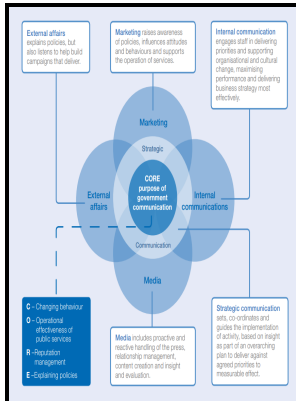 External affairs
explains policies, but
also listens to help build
campaigns that deliver.
Marketing raises awareness
of policies, influences attitudes
and behaviours and supports
the operation of services.
Internal communication
engages staff in delivering
priorities and supporting
organisational and cultural
change, maximising
performance and delivering
business strategy most
effectively.
Marketing
Strategic
External
affairs
CORE
purpose of
government
communication
Internal
communications
Communication
Media
C – Changing behaviour
O – Operational
effectiveness of
public services
R –Reputation
management
E –Explaining policies
Media includes proactive and
reactive handling of the press,
relationship management,
content creation and insight
and evaluation.
Strategic communication
sets, co-ordinates and guides
the implementation
of activity, based on insight
as part of an overarching
plan to deliver against
agreed priorities to
measurable effect.